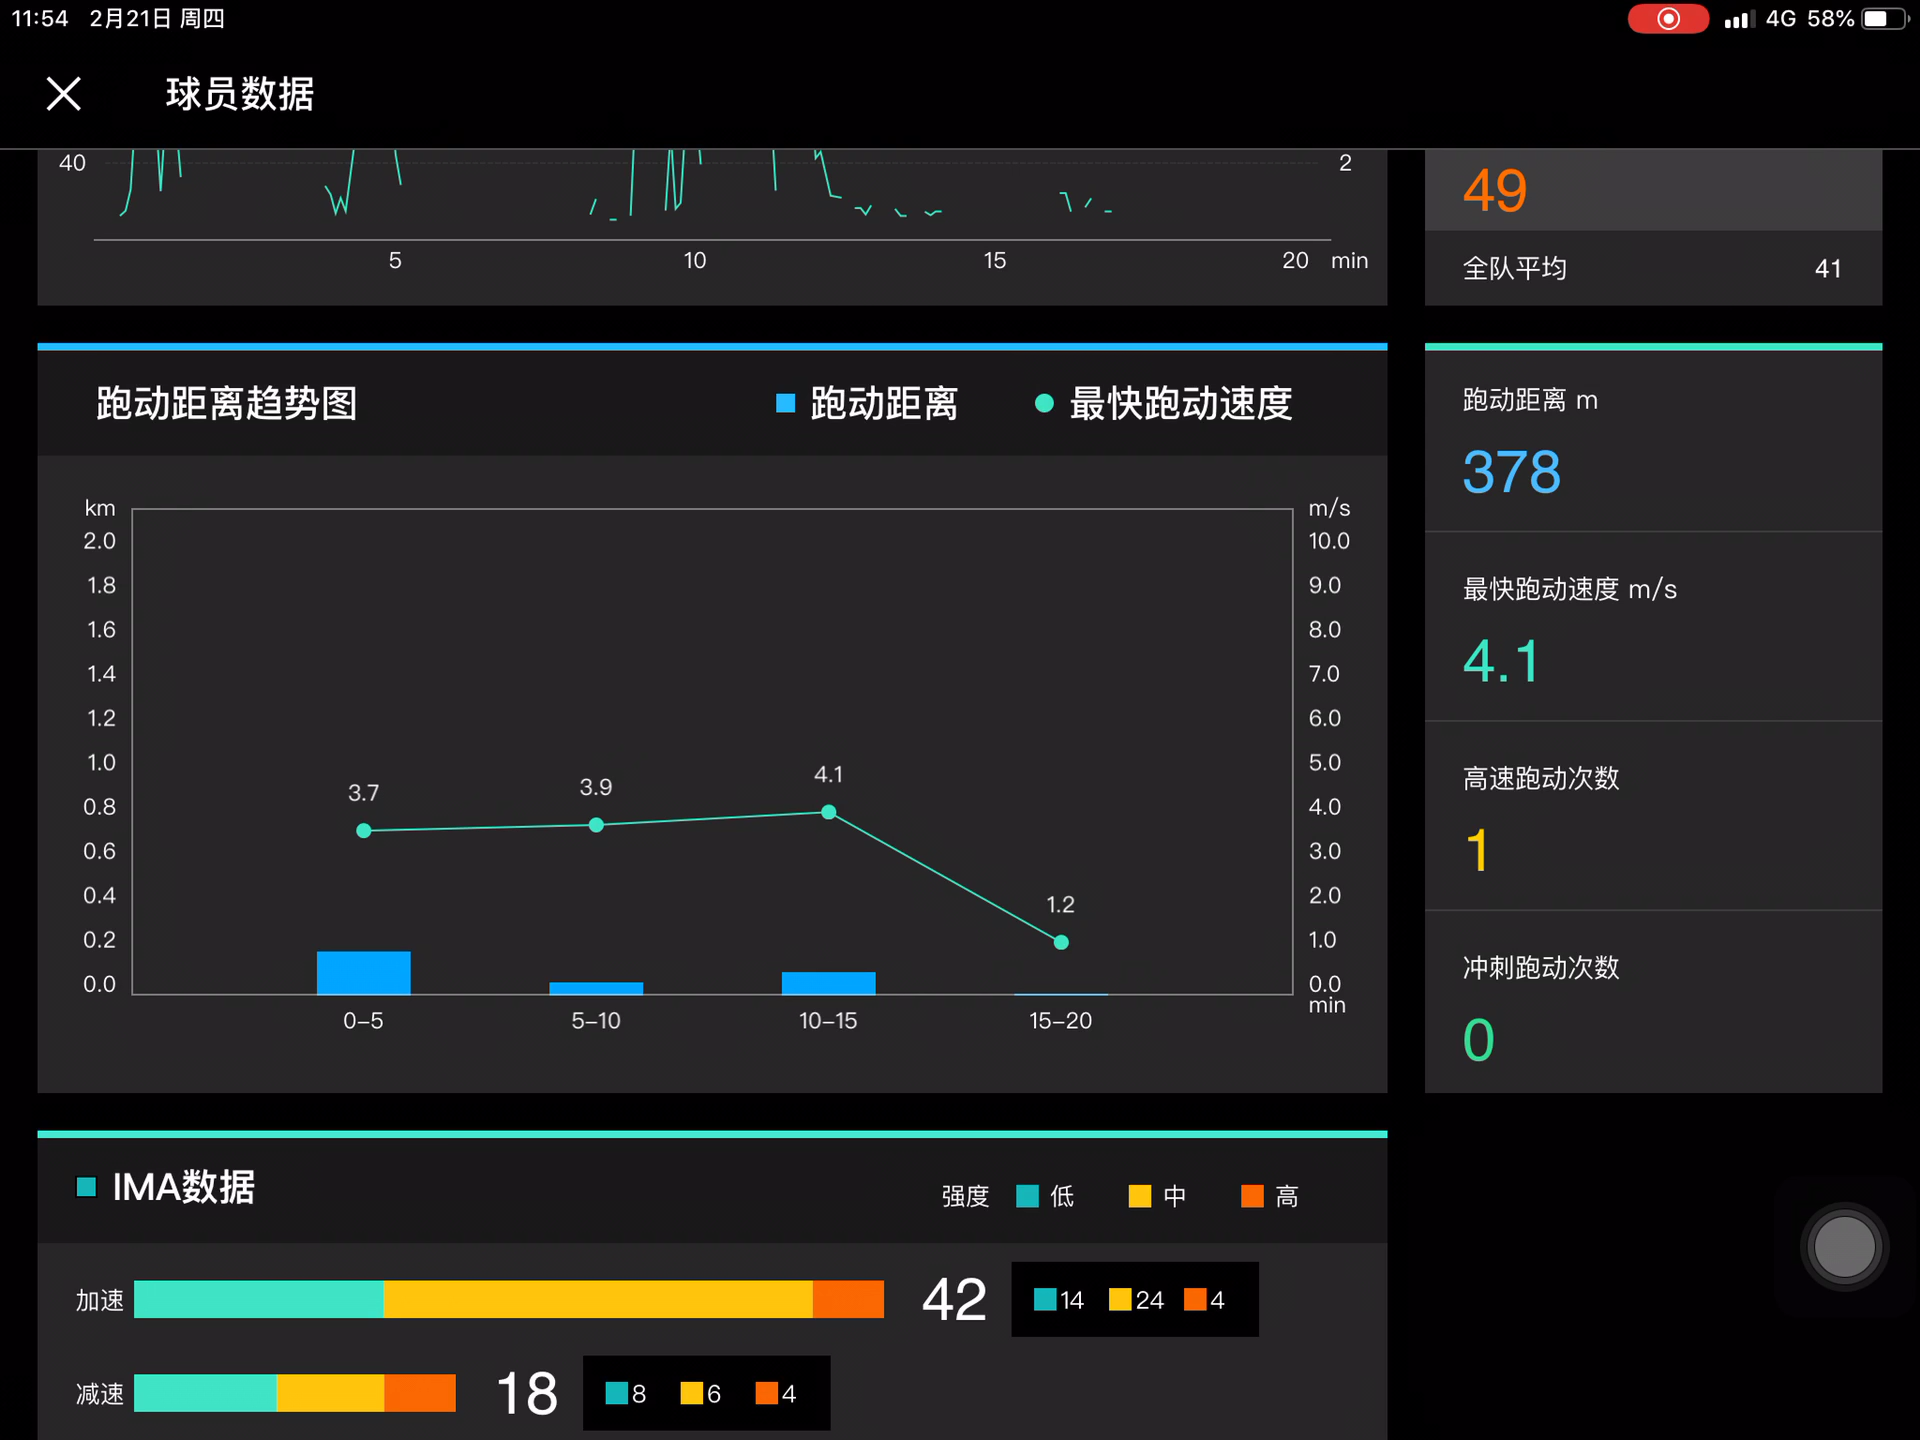 11:54 2月21日 周四
4G 58%
球员数据
40
2
5 10 15 20 min
49
全队平均 41
跑动距离趋势图
跑动距离 最快跑动速度
km
2.0
1.8
1.6
1.4
1.2
1.0
0.8
0.6
0.4
0.2
0.0
3.7 3.9 4.1 1.2
m/s
10.0
9.0
8.0
7.0
6.0
5.0
4.0
3.0
2.0
1.0
0.0
min
0–5 5–10 10–15 15–20
跑动距离 m
378
最快跑动速度 m/s
4.1
高速跑动次数
1
冲刺跑动次数
0
IMA数据
强度 低 中 高
加速 42 14 24 4
减速 18 8 6 4